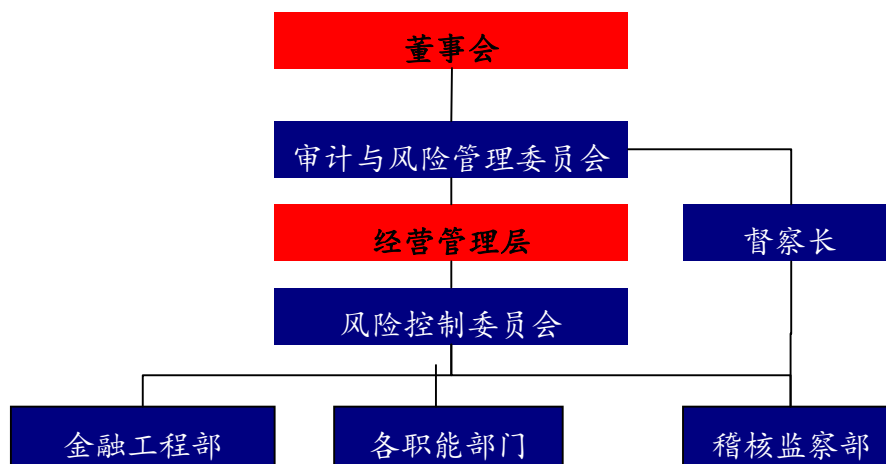 董事会
审计与风险管理委员会
经营管理层
督察长
风险控制委员会
金融工程部
各职能部门
稽核监察部